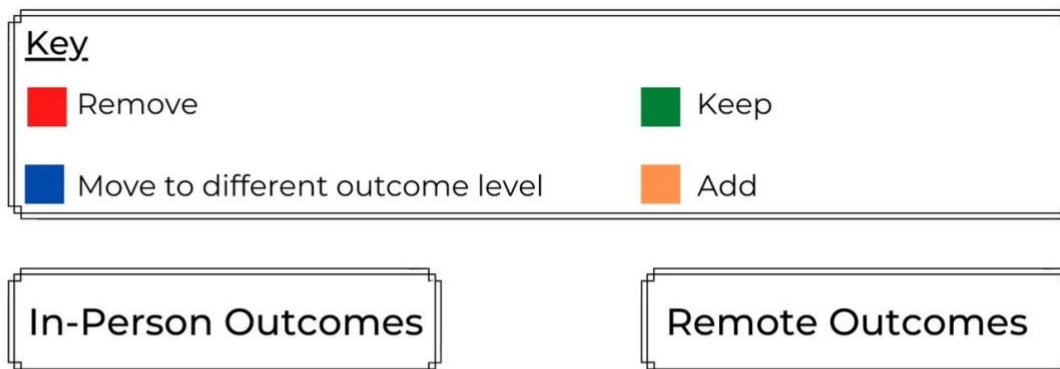 Key
Remove
Keep
Move to different outcome level
Add
In-Person Outcomes
Remote Outcomes